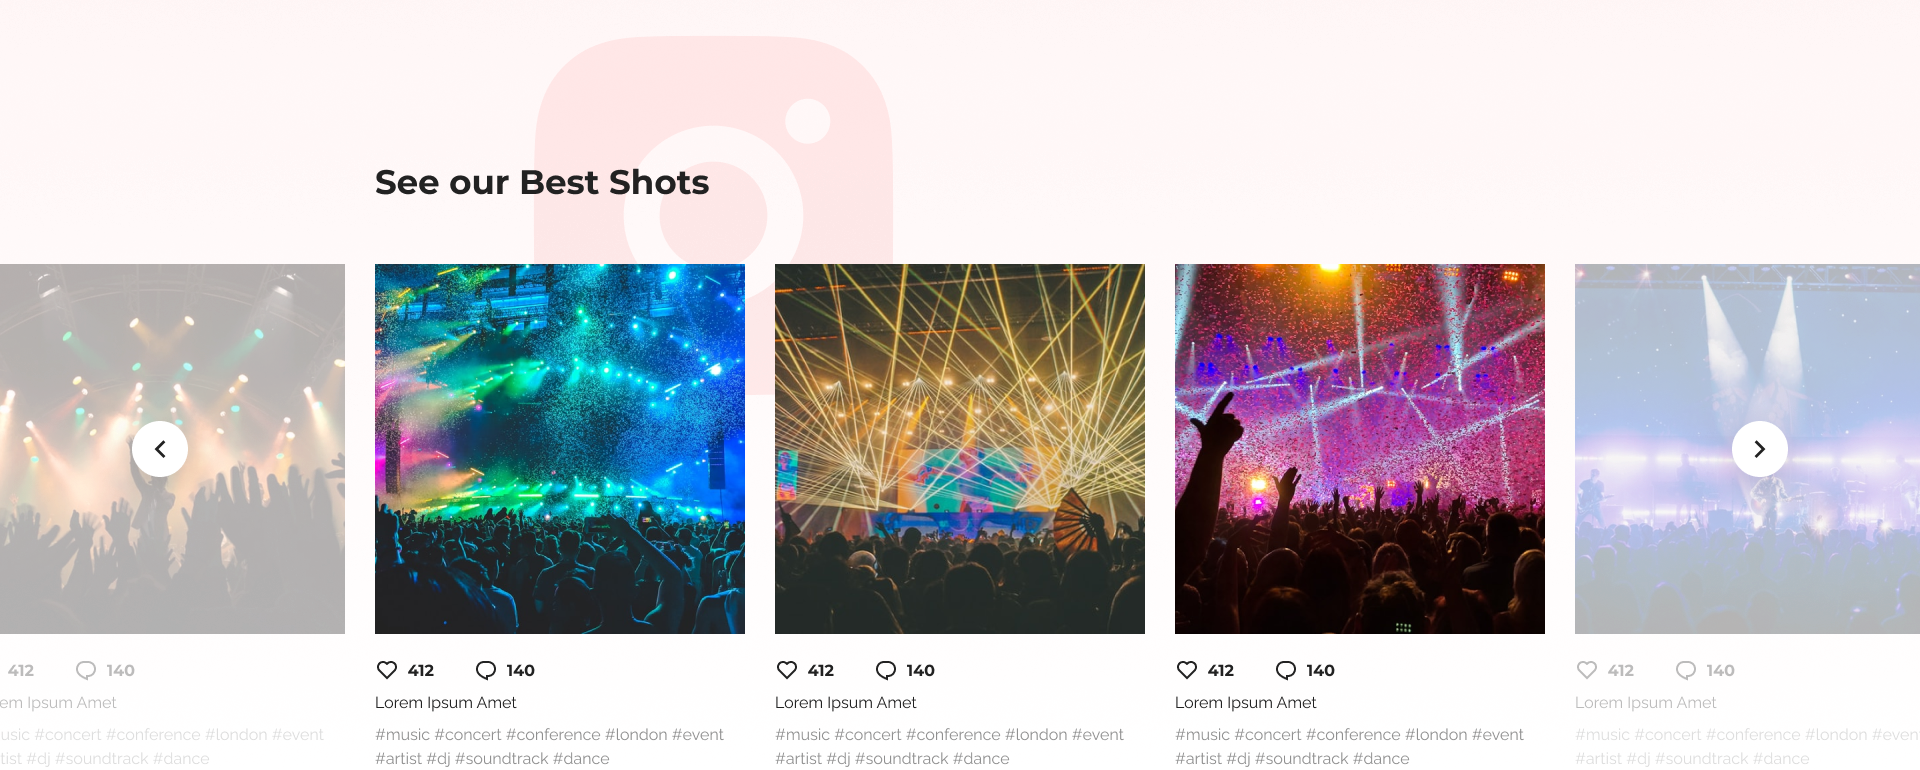 See our Best Shots
412 140
em Ipsum Amet
usic #concert #conference #london #event
tist #dj #soundtrack #dance
412 140
Lorem Ipsum Amet
#music #concert #conference #london #event
#artist #dj #soundtrack #dance
412 140
Lorem Ipsum Amet
#music #concert #conference #london #event
#artist #dj #soundtrack #dance
412 140
Lorem Ipsum Amet
#music #concert #conference #london #event
#artist #dj #soundtrack #dance
412 140
Lorem Ipsum Amet
#music #concert #conference #london #even
#artist #dj #soundtrack #dance